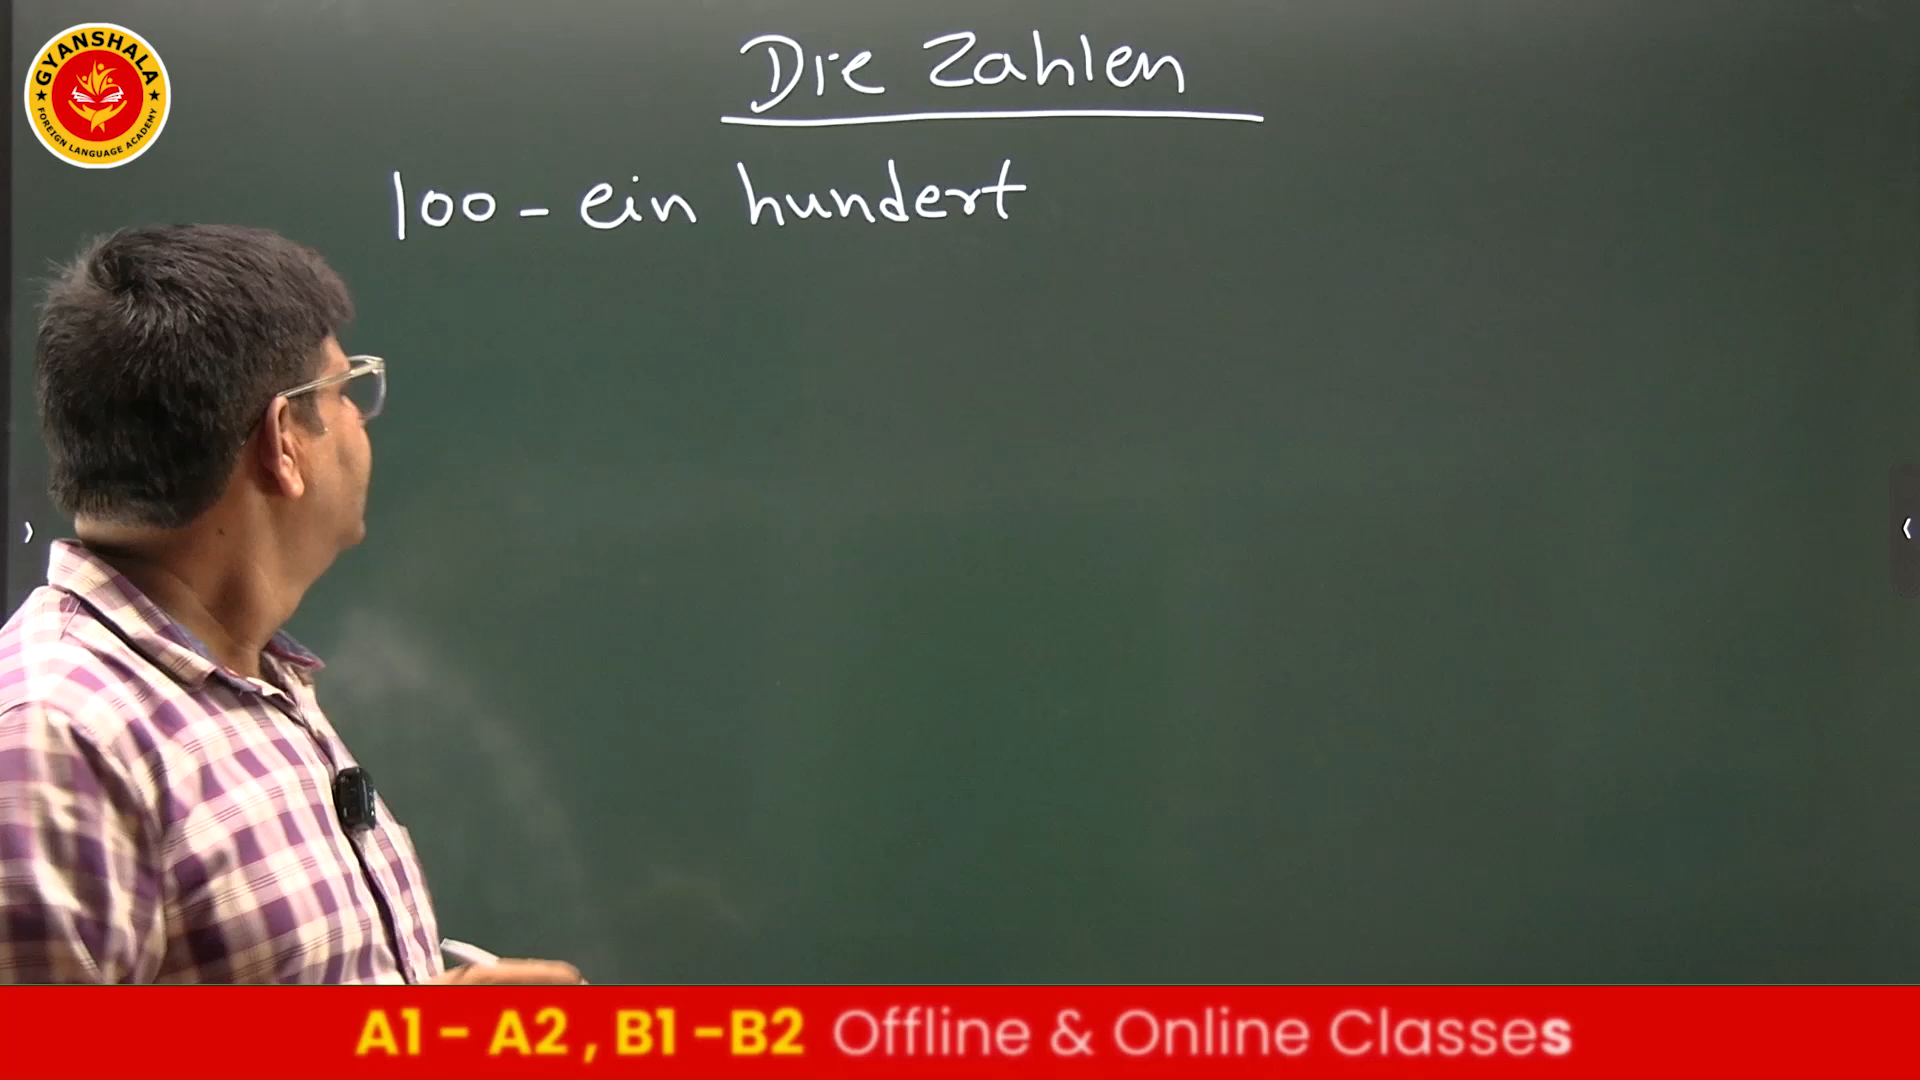 GYANSHALA
FOREIGN LANGUAGE ACADEMY
Die Zahlen
100 - ein hundert
A1 - A2 , B1 -B2 Offline & Online Classes